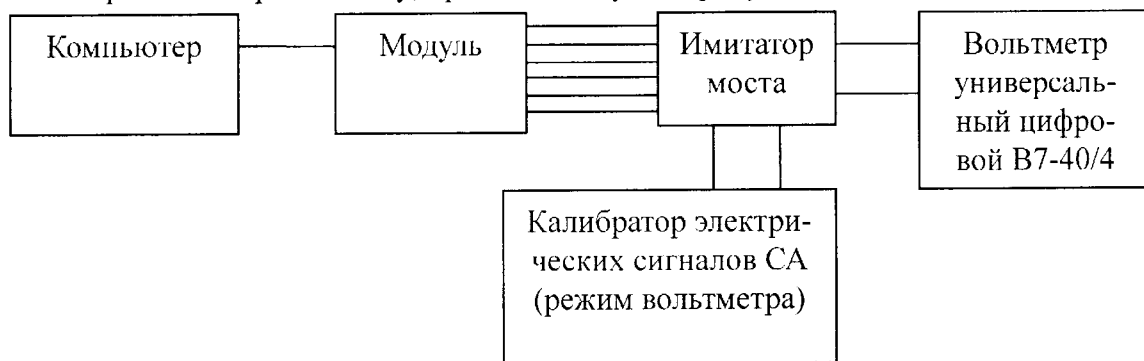 Компьютер
Модуль
Имитатор
моста
Вольтметр
универсаль-
ный цифро-
вой В7-40/4
Калибратор электри-
ческих сигналов СА
(режим вольтметра)